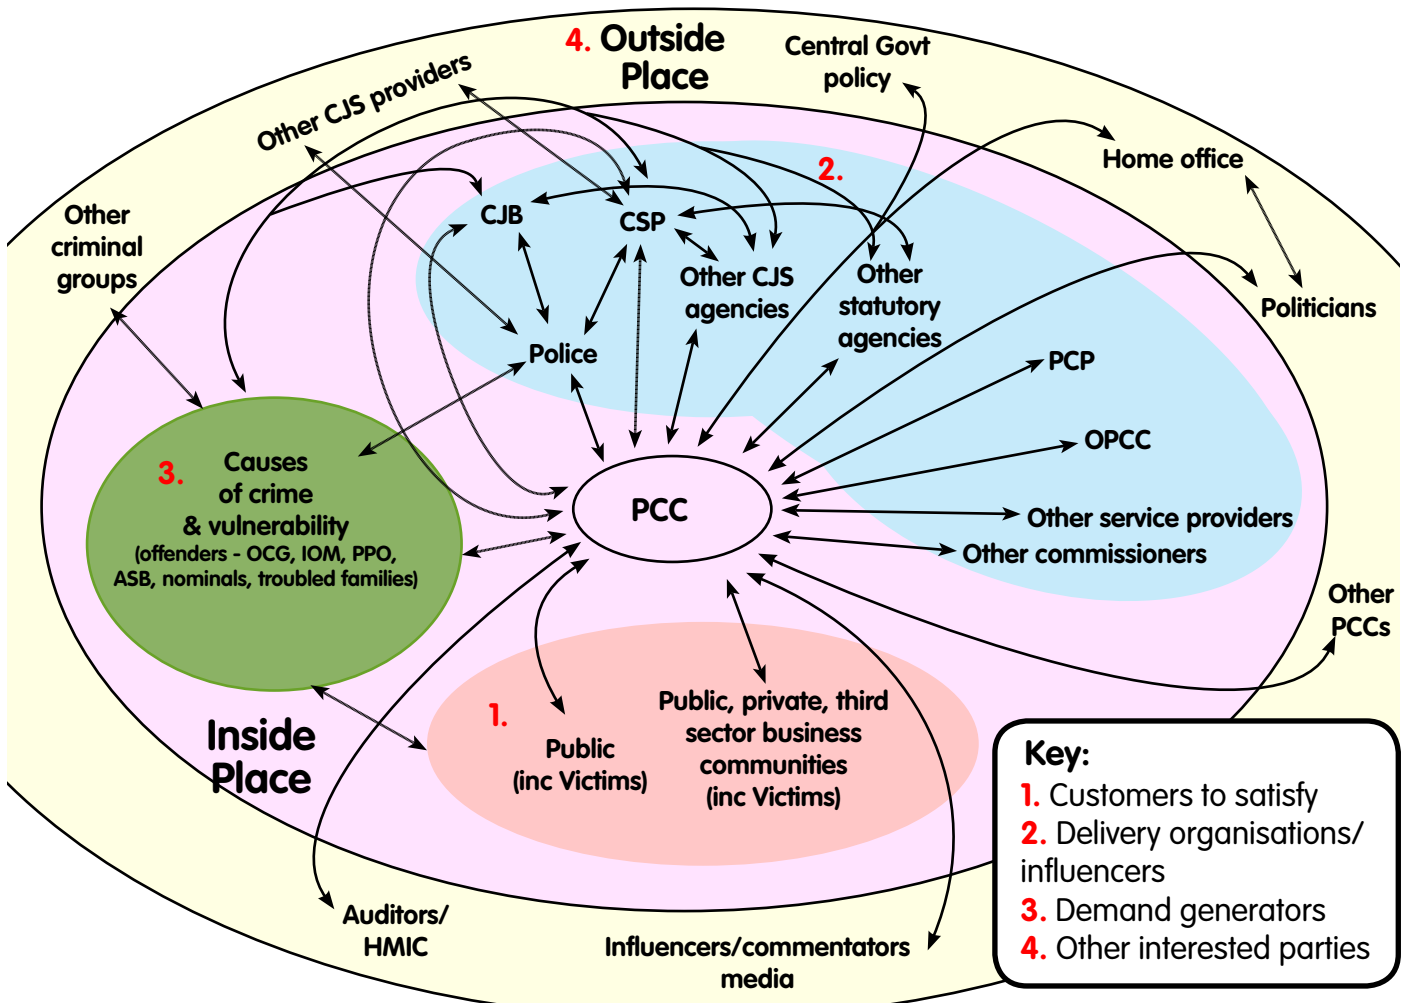 4. Outside
Place
Central Govt
policy
Other CJS providers
Home office
2.
Other
criminal
groups
CJB
CSP
Other CJS
agencies
Other
statutory
agencies
Politicians
Police
PCP
OPCC
3.
Causes
of crime
& vulnerability
(offenders - OCG, IOM, PPO,
ASB, nominals, troubled families)
PCC
Other service providers
Other commissioners
Other
PCCs
Inside
Place
1.
Public
(inc Victims)
Public, private, third
sector business
communities
(inc Victims)
Auditors/
HMIC
Influencers/commentators
media
Key:
1. Customers to satisfy
2. Delivery organisations/
influencers
3. Demand generators
4. Other interested parties